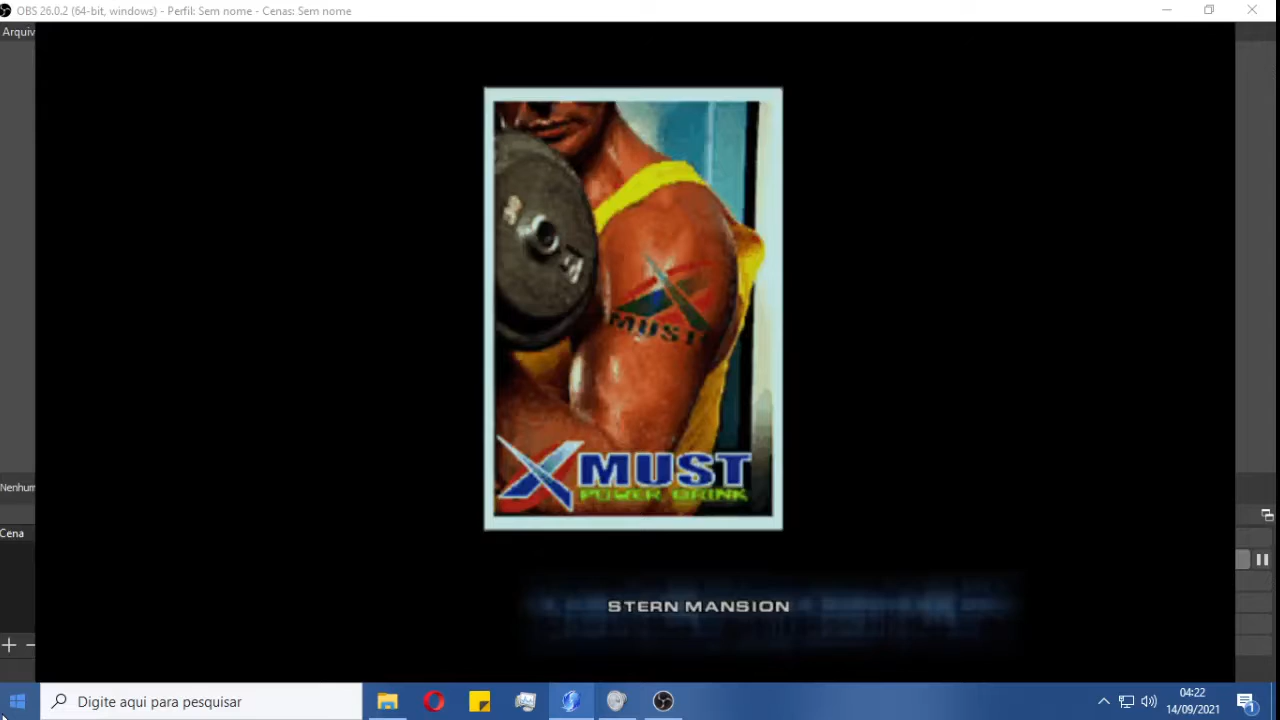 OBS 26.0.2 (64-bit, windows) - Perfil: Sem nome - Cenas: Sem nome
Arquiv
MUST
X MUST
POWER DRINK
STERN MANSION
Nenhum
Cena
Digite aqui para pesquisar
04:22
14/09/2021
1